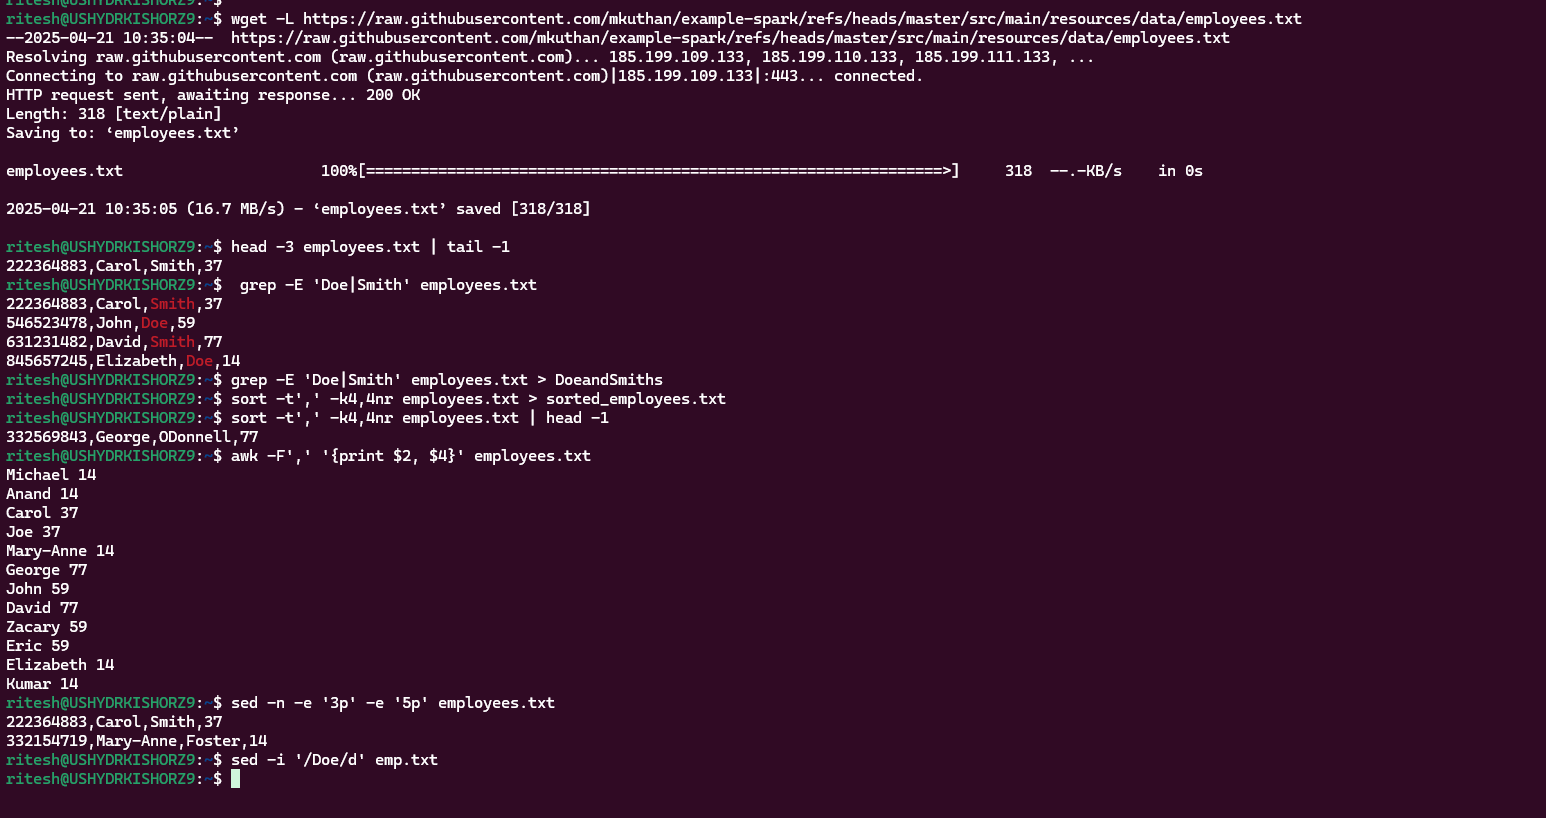 ritesh@USHYDRKISHORZ9:~$
ritesh@USHYDRKISHORZ9:~$ wget -L https://raw.githubusercontent.com/mkuthan/example-spark/refs/heads/master/src/main/resources/data/employees.txt
--2025-04-21 10:35:04--  https://raw.githubusercontent.com/mkuthan/example-spark/refs/heads/master/src/main/resources/data/employees.txt
Resolving raw.githubusercontent.com (raw.githubusercontent.com)... 185.199.109.133, 185.199.110.133, 185.199.111.133, ...
Connecting to raw.githubusercontent.com (raw.githubusercontent.com)|185.199.109.133|:443... connected.
HTTP request sent, awaiting response... 200 OK
Length: 318 [text/plain]
Saving to: ‘employees.txt’
employees.txt                      100%[================================================================>]     318  --.-KB/s    in 0s
2025-04-21 10:35:05 (16.7 MB/s) - ‘employees.txt’ saved [318/318]
ritesh@USHYDRKISHORZ9:~$ head -3 employees.txt | tail -1
222364883,Carol,Smith,37
ritesh@USHYDRKISHORZ9:~$  grep -E 'Doe|Smith' employees.txt
222364883,Carol,Smith,37
546523478,John,Doe,59
631231482,David,Smith,77
845657245,Elizabeth,Doe,14
ritesh@USHYDRKISHORZ9:~$ grep -E 'Doe|Smith' employees.txt > DoeandSmiths
ritesh@USHYDRKISHORZ9:~$ sort -t',' -k4,4nr employees.txt > sorted_employees.txt
ritesh@USHYDRKISHORZ9:~$ sort -t',' -k4,4nr employees.txt | head -1
332569843,George,ODonnell,77
ritesh@USHYDRKISHORZ9:~$ awk -F',' '{print $2, $4}' employees.txt
Michael 14
Anand 14
Carol 37
Joe 37
Mary-Anne 14
George 77
John 59
David 77
Zacary 59
Eric 59
Elizabeth 14
Kumar 14
ritesh@USHYDRKISHORZ9:~$ sed -n -e '3p' -e '5p' employees.txt
222364883,Carol,Smith,37
332154719,Mary-Anne,Foster,14
ritesh@USHYDRKISHORZ9:~$ sed -i '/Doe/d' emp.txt
ritesh@USHYDRKISHORZ9:~$